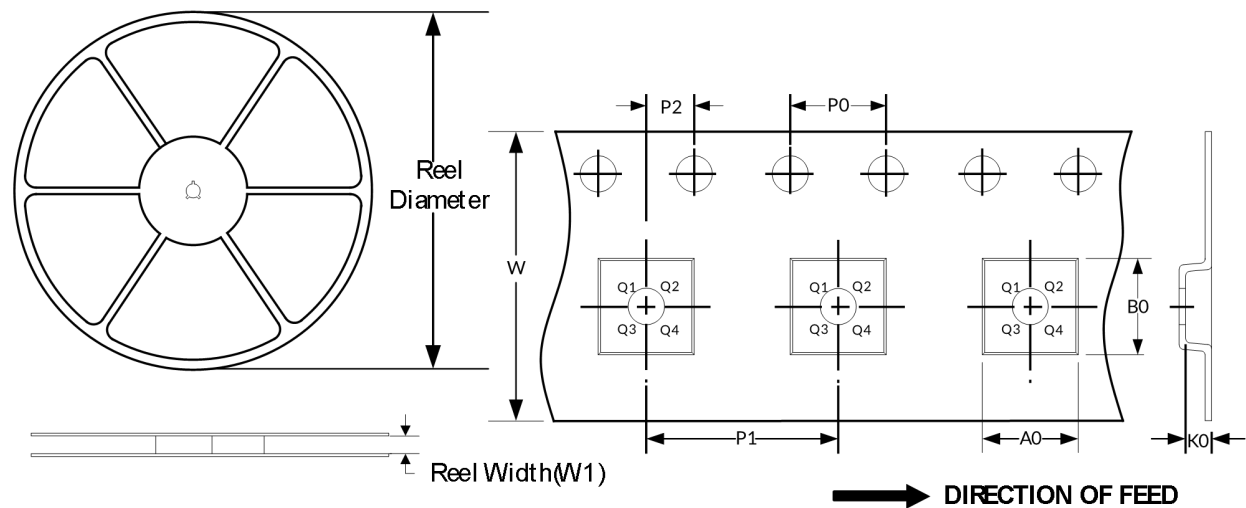 Reel
Diameter
Reel Width(W1)
P2
P0
W
Q1 Q2
Q3 Q4
Q1 Q2
Q3 Q4
Q1 Q2
Q3 Q4
B0
P1
A0
K0
DIRECTION OF FEED